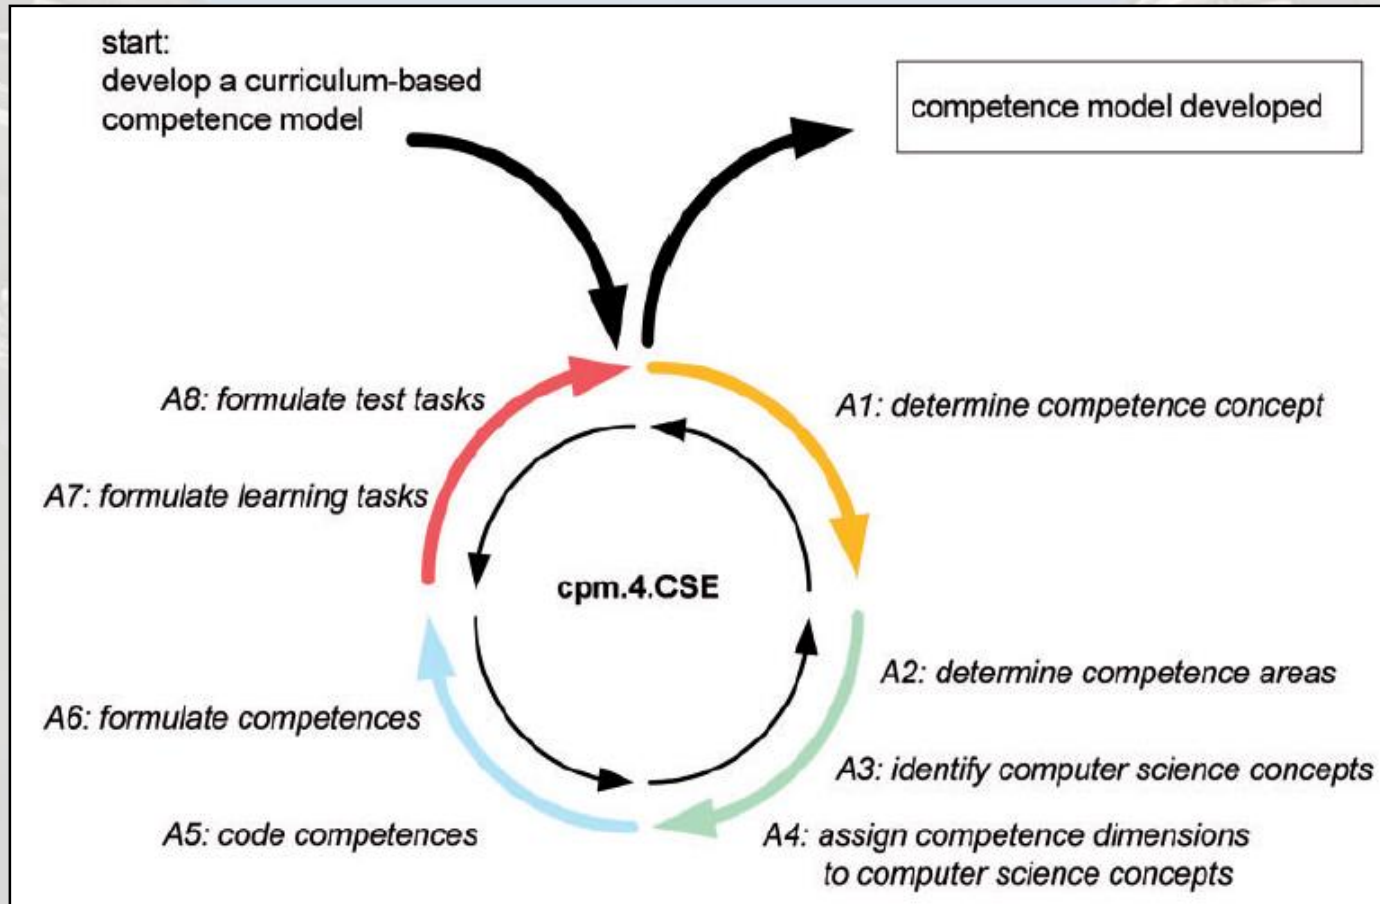 start:
develop a curriculum-based
competence model
competence model developed
A8: formulate test tasks
A1: determine competence concept
A7: formulate learning tasks
cpm.4.CSE
A2: determine competence areas
A6: formulate competences
A3: identify computer science concepts
A5: code competences
A4: assign competence dimensions
to computer science concepts